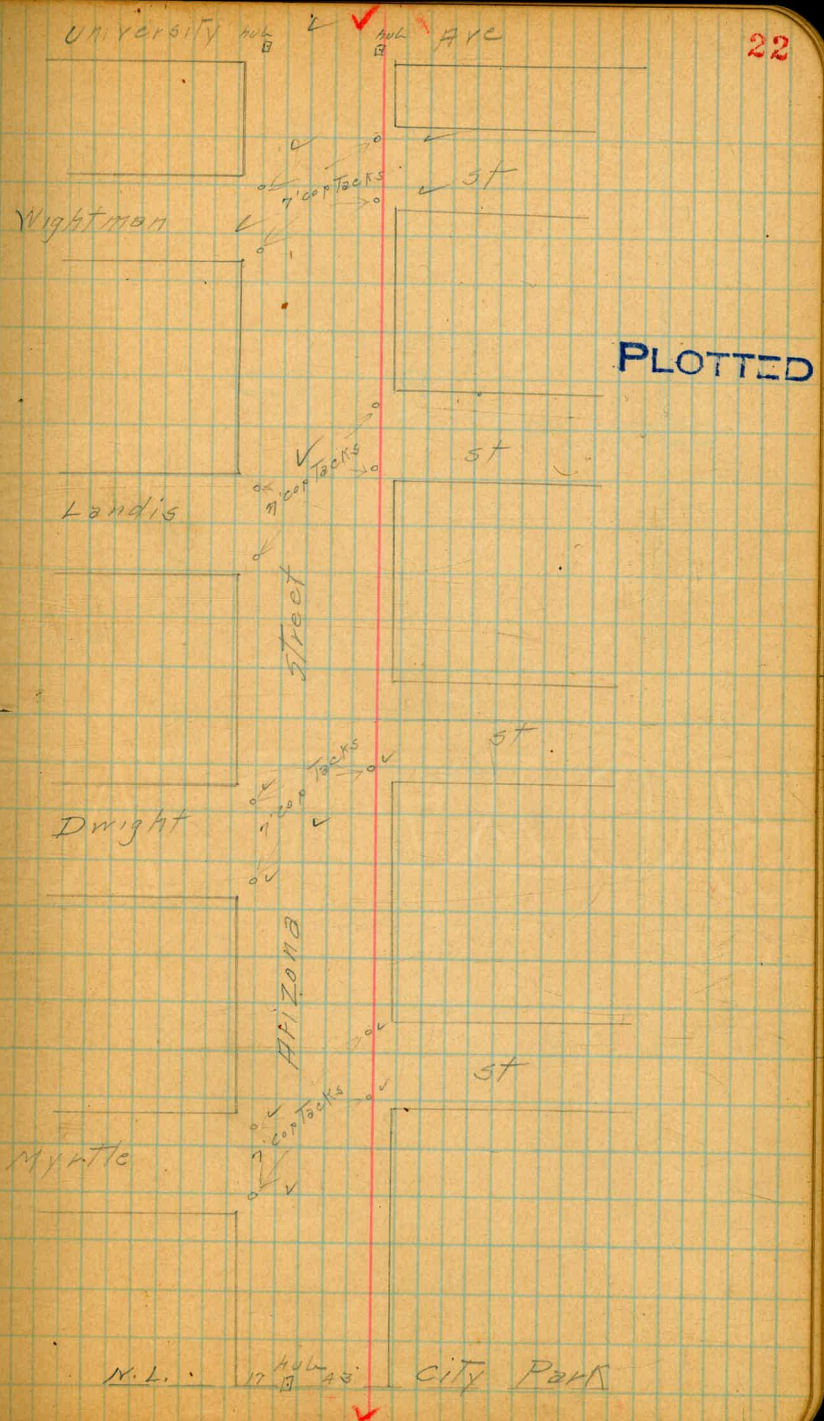 University hub hub Ave
22
7' cop Tacks
st
Wightman
PLOTTED
st
7' cop Tacks
Landis
Street
st
7' cop Tacks
Dwight
Arizona
st
7' cop Tacks
Myrtle
N.L. 17 hub 43 City Park